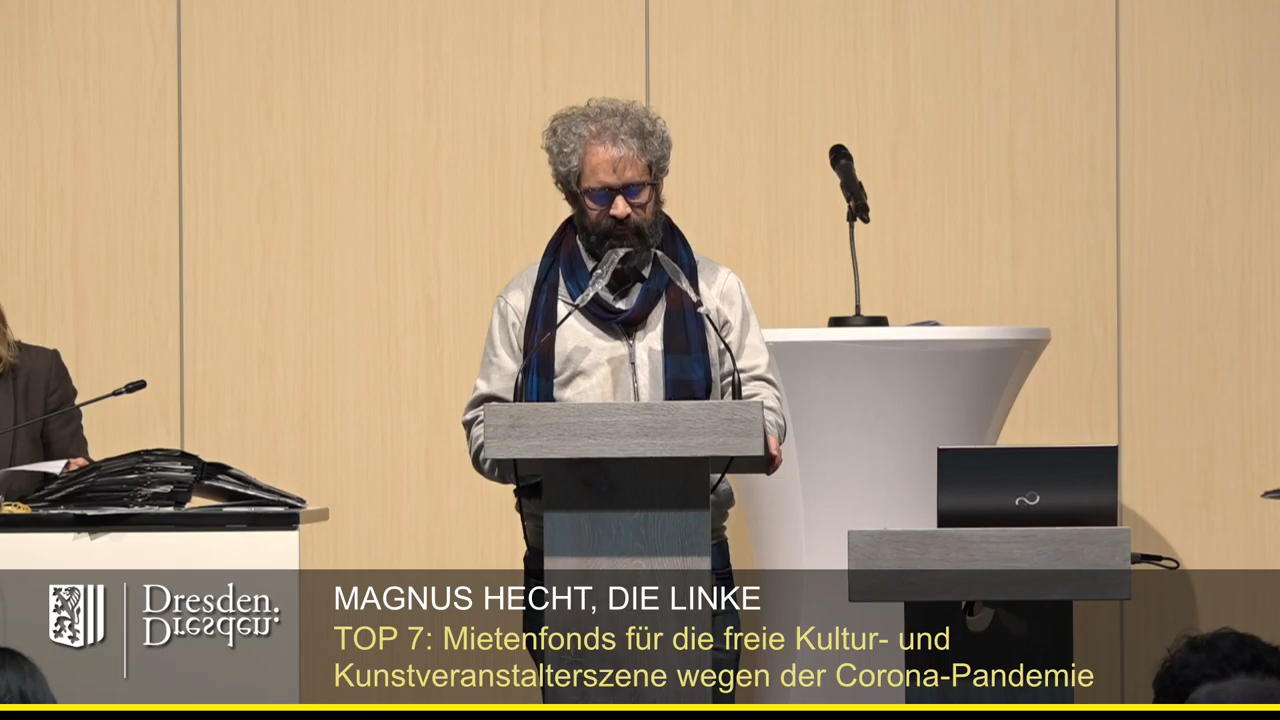 Dresden.
Dresden.
MAGNUS HECHT, DIE LINKE
TOP 7: Mietenfonds für die freie Kultur- und
Kunstveranstalterszene wegen der Corona-Pandemie